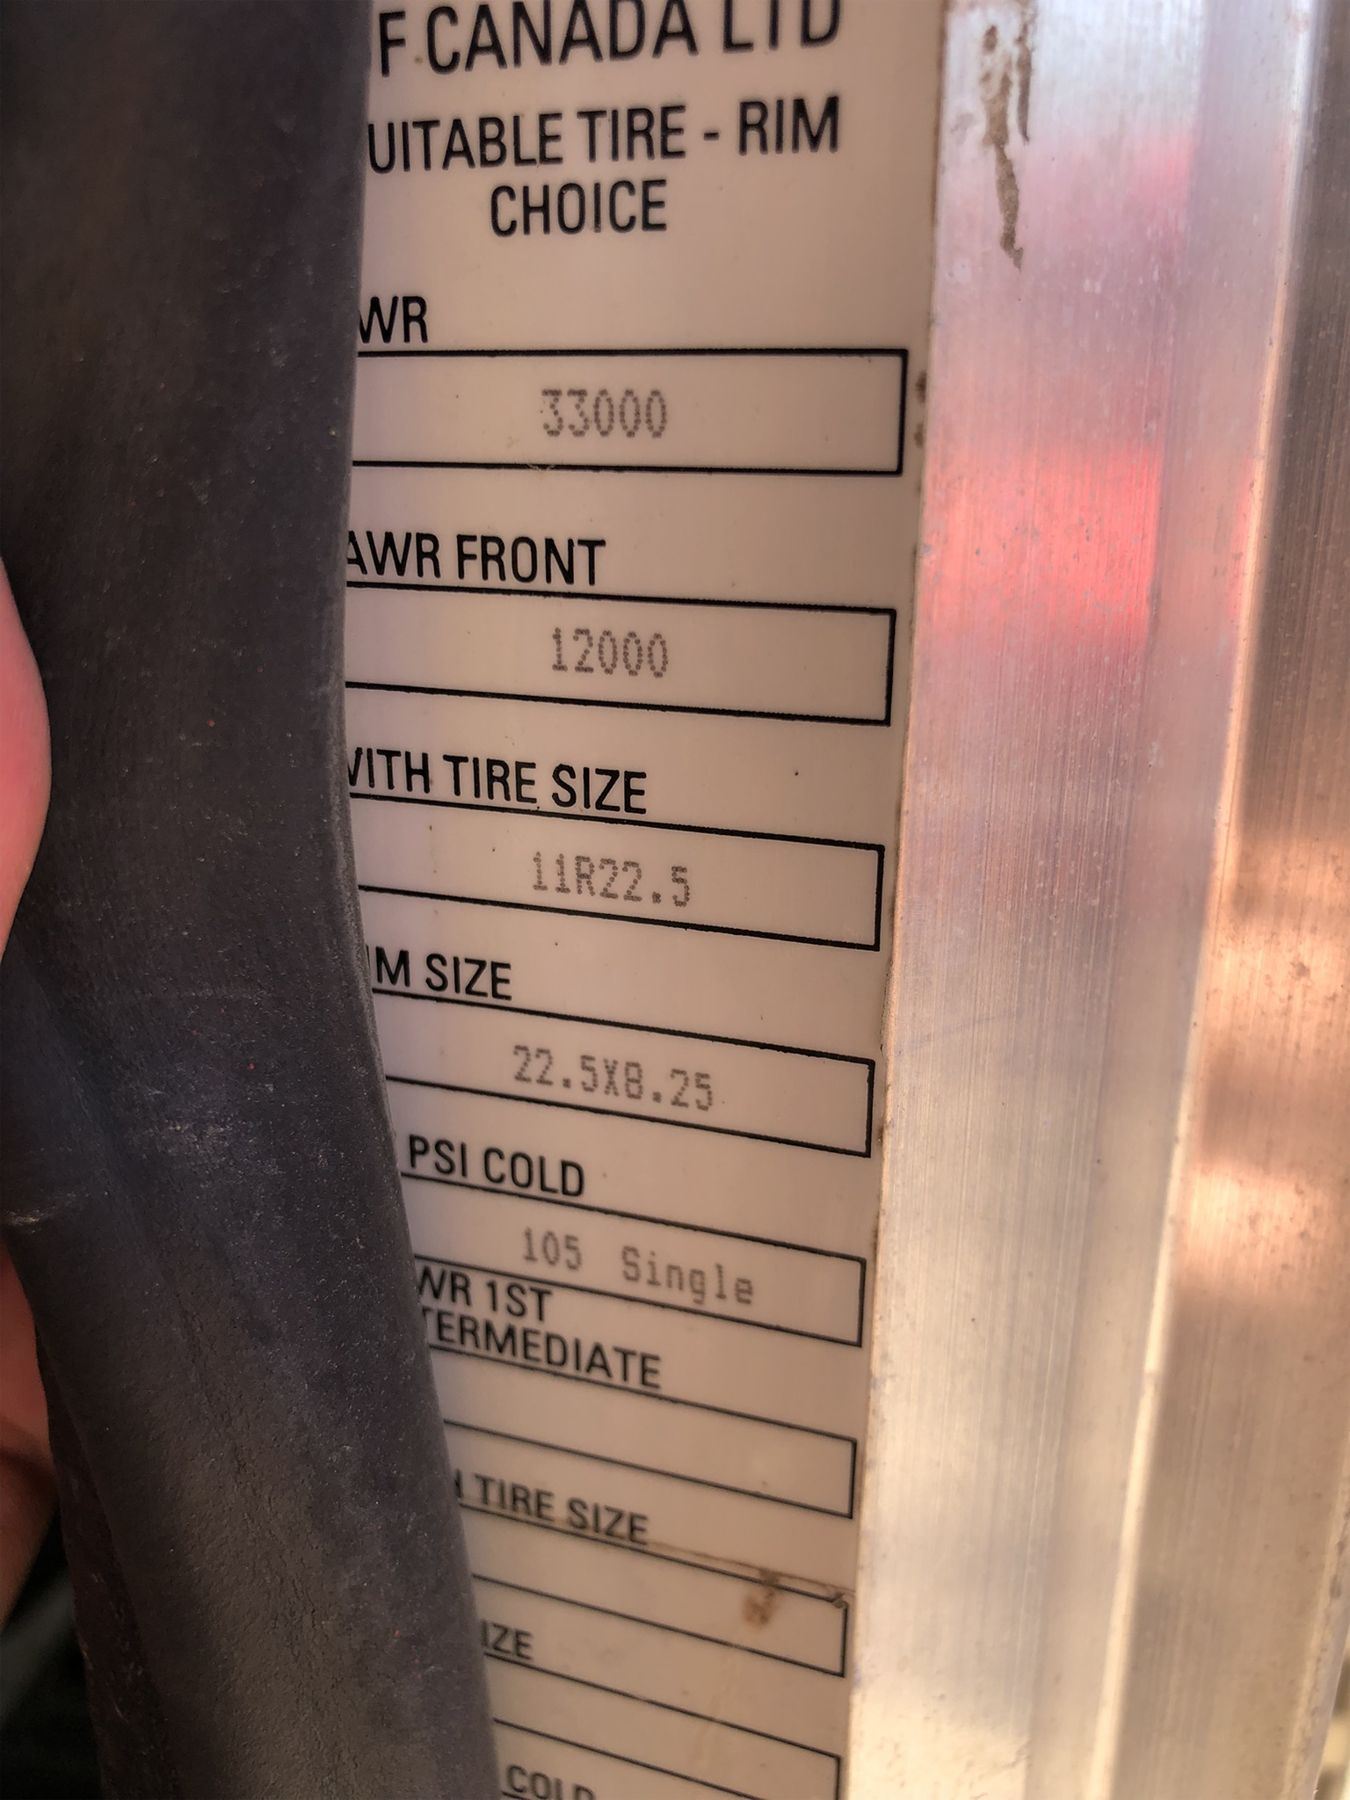 F CANADA LTD
UITABLE TIRE - RIM
CHOICE
WR
33000
AWR FRONT
12000
WITH TIRE SIZE
11R22.5
IM SIZE
22.5X8.25
PSI COLD
105 Single
WR 1ST
TERMEDIATE
H TIRE SIZE
IZE
COLD